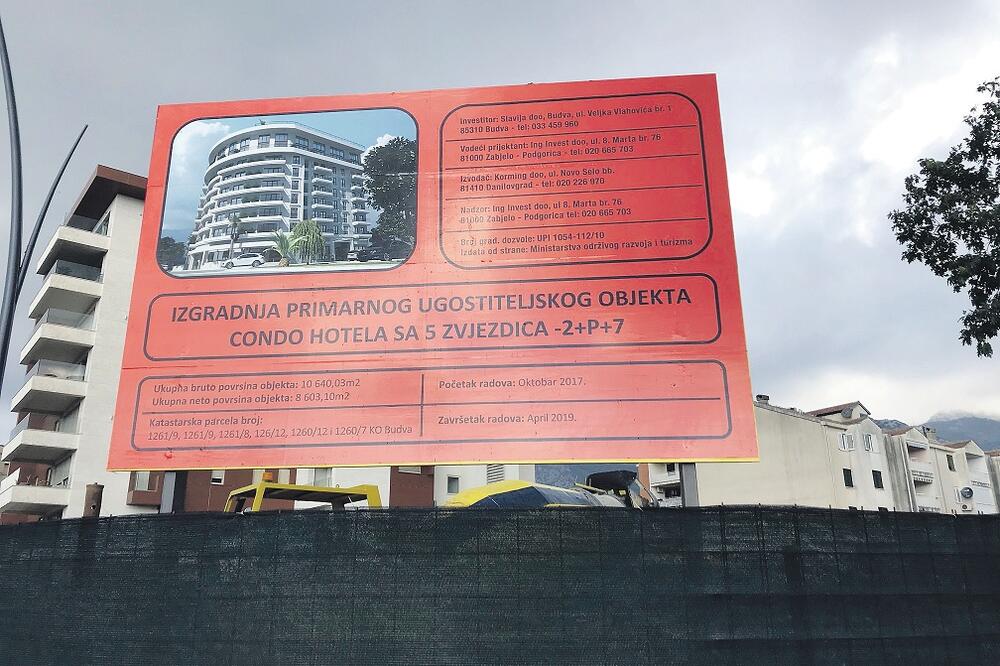 Investitor: Slavija doo, Budva, ul. Veljka Vlahovića br. 1
85310 Budva - tel: 033 459 960
Vodeći prijektant: Ing Invest doo, ul. 8. Marta br. 76
81000 Zabjelo - Podgorica - tel: 020 665 703
Izvođač: Korming doo, ul. Novo Selo bb.
81410 Danilovgrad - tel: 020 226 970
Nadzor: Ing Invest doo, ul 8. Marta br. 76
81000 Zabjelo - Podgorica tel: 020 665 703
Broj građ. dozvole: UPI 1054-112/10
Izdata od strane: Ministarstva održivog razvoja i turizma
IZGRADNJA PRIMARNOG UGOSTITELJSKOG OBJEKTA
CONDO HOTELA SA 5 ZVJEZDICA -2+P+7
Ukupna bruto povrsina objekta: 10 640,03m2
Ukupna neto povrsina objekta: 8 603,10m2
Katastarska parcela broj:
1261/9, 1261/9, 1261/8, 126/12, 1260/12 i 1260/7 KO Budva
Početak radova: Oktobar 2017.
Završetak radova: April 2019.